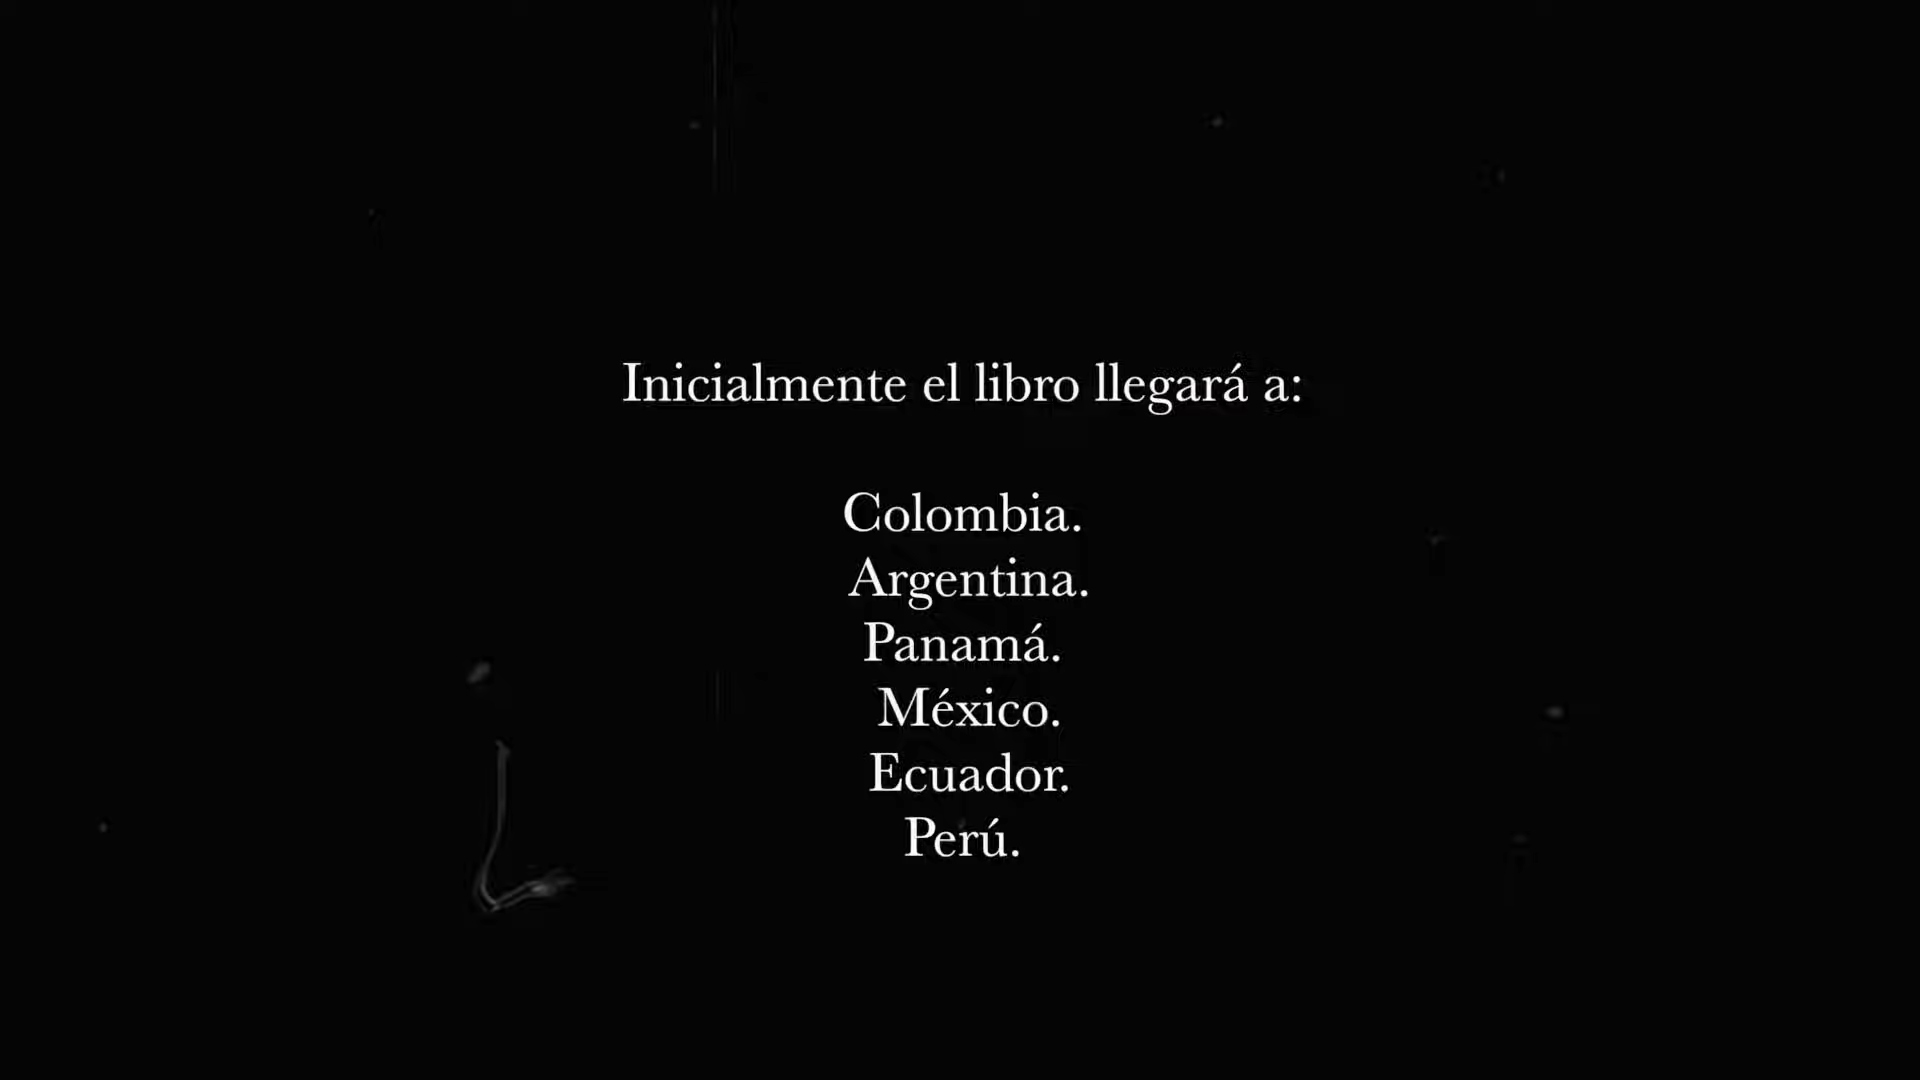 Inicialmente el libro llegará a:
Colombia.
Argentina.
Panamá.
México.
Ecuador.
Perú.